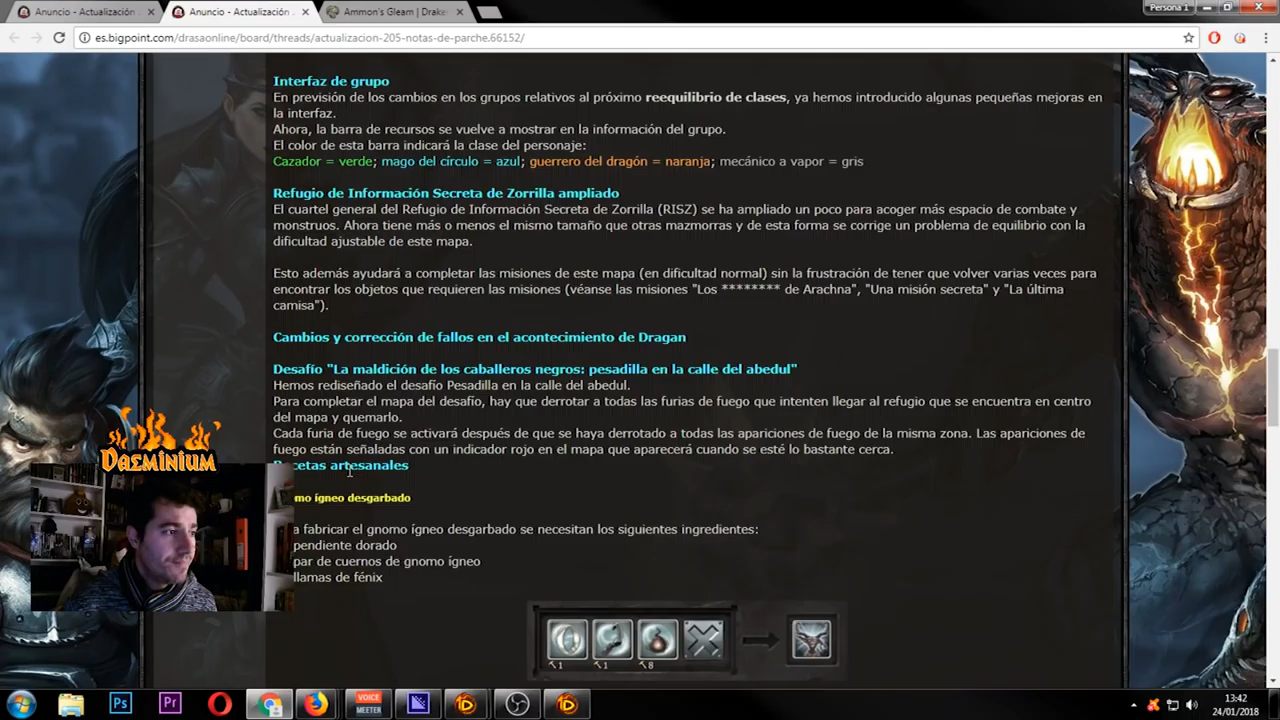 Anuncio - Actualización
Anuncio - Actualización
Ammon's Gleam | Drake
Persona 1
es.bigpoint.com/drasaonline/board/threads/actualizacion-205-notas-de-parche.66152/
Interfaz de grupo
En previsión de los cambios en los grupos relativos al próximo reequilibrio de clases, ya hemos introducido algunas pequeñas mejoras en
la interfaz.
Ahora, la barra de recursos se vuelve a mostrar en la información del grupo.
El color de esta barra indicará la clase del personaje:
Cazador = verde; mago del círculo = azul; guerrero del dragón = naranja; mecánico a vapor = gris
Refugio de Información Secreta de Zorrilla ampliado
El cuartel general del Refugio de Información Secreta de Zorrilla (RISZ) se ha ampliado un poco para acoger más espacio de combate y
monstruos. Ahora tiene más o menos el mismo tamaño que otras mazmorras y de esta forma se corrige un problema de equilibrio con la
dificultad ajustable de este mapa.
Esto además ayudará a completar las misiones de este mapa (en dificultad normal) sin la frustración de tener que volver varias veces para
encontrar los objetos que requieren las misiones (véanse las misiones "Los ******** de Arachna", "Una misión secreta" y "La última
camisa").
Cambios y corrección de fallos en el acontecimiento de Dragan
Desafío "La maldición de los caballeros negros: pesadilla en la calle del abedul"
Hemos rediseñado el desafío Pesadilla en la calle del abedul.
Para completar el mapa del desafío, hay que derrotar a todas las furias de fuego que intenten llegar al refugio que se encuentra en centro
del mapa y quemarlo.
Cada furia de fuego se activará después de que se haya derrotado a todas las apariciones de fuego de la misma zona. Las apariciones de
fuego están señaladas con un indicador rojo en el mapa que aparecerá cuando se esté lo bastante cerca.
DAEMINIUM
cetas artesanales
mo ígneo desgarbado
a fabricar el gnomo ígneo desgarbado se necesitan los siguientes ingredientes:
pendiente dorado
par de cuernos de gnomo ígneo
llamas de fénix
1 1 8
Ps Pr VOICE MEETER
13:42
24/01/2018